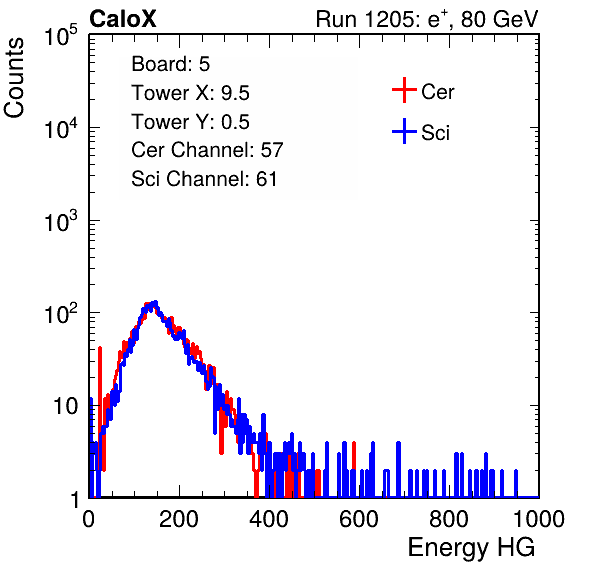 CaloX Run 1205: e⁺, 80 GeV
Counts
Board: 5
Tower X: 9.5
Tower Y: 0.5
Cer Channel: 57
Sci Channel: 61
Cer
Sci
10⁵
10⁴
10³
10²
10
1
0 200 400 600 800 1000
Energy HG